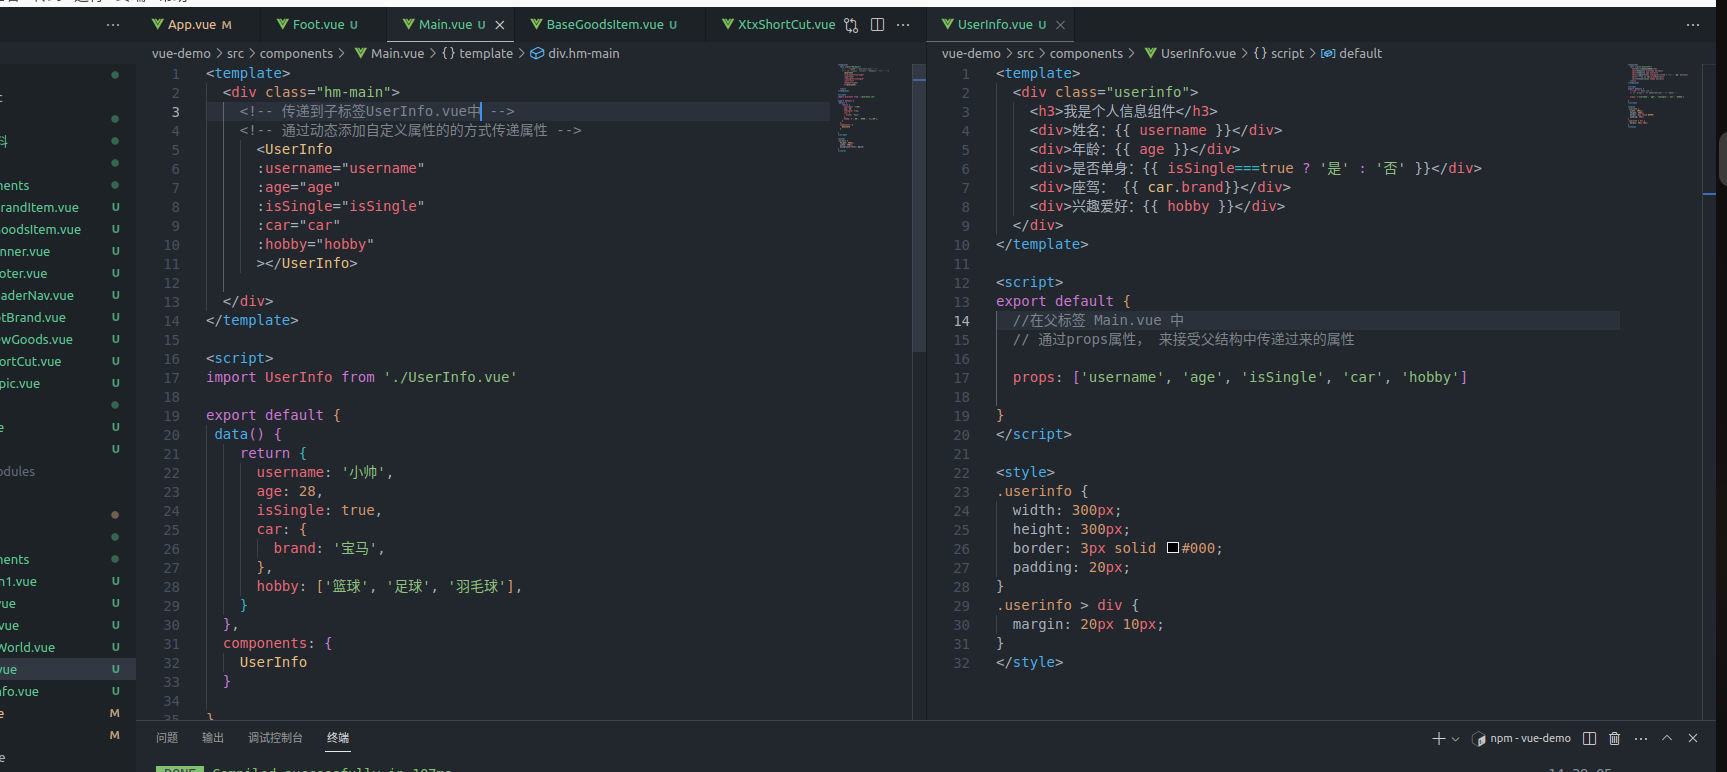 App.vue M
Foot.vue U
Main.vue U
BaseGoodsItem.vue U
XtxShortCut.vue
UserInfo.vue U
vue-demo > src > components > Main.vue > {} template > div.hm-main
vue-demo > src > components > UserInfo.vue > {} script > default
料
nents
randItem.vue U
oodsItem.vue U
nner.vue U
oter.vue U
aderNav.vue U
tBrand.vue U
wGoods.vue U
ortCut.vue U
pic.vue U
e U
U
odules
nents
n1.vue U
vue U
.vue U
World.vue U
vue U
nfo.vue U
e M
M
e
1 <template>
2 <div class="hm-main">
3 <!-- 传递到子标签UserInfo.vue中 -->
4 <!-- 通过动态添加自定义属性的的方式传递属性 -->
5 <UserInfo
6 :username="username"
7 :age="age"
8 :isSingle="isSingle"
9 :car="car"
10 :hobby="hobby"
11 ></UserInfo>
12
13 </div>
14 </template>
15
16 <script>
17 import UserInfo from './UserInfo.vue'
18
19 export default {
20 data() {
21 return {
22 username: '小帅',
23 age: 28,
24 isSingle: true,
25 car: {
26 brand: '宝马',
27 },
28 hobby: ['篮球', '足球', '羽毛球'],
29 }
30 },
31 components: {
32 UserInfo
33 }
34
35 }
1 <template>
2 <div class="userinfo">
3 <h3>我是个人信息组件</h3>
4 <div>姓名：{{ username }}</div>
5 <div>年龄：{{ age }}</div>
6 <div>是否单身：{{ isSingle===true ? '是' : '否' }}</div>
7 <div>座驾： {{ car.brand}}</div>
8 <div>兴趣爱好：{{ hobby }}</div>
9 </div>
10 </template>
11
12 <script>
13 export default {
14 //在父标签 Main.vue 中
15 // 通过props属性， 来接受父结构中传递过来的属性
16
17 props: ['username', 'age', 'isSingle', 'car', 'hobby']
18
19 }
20 </script>
21
22 <style>
23 .userinfo {
24 width: 300px;
25 height: 300px;
26 border: 3px solid #000;
27 padding: 20px;
28 }
29 .userinfo > div {
30 margin: 20px 10px;
31 }
32 </style>
问题 输出 调试控制台 终端
npm - vue-demo
DONE Compiled successfully in 187ms